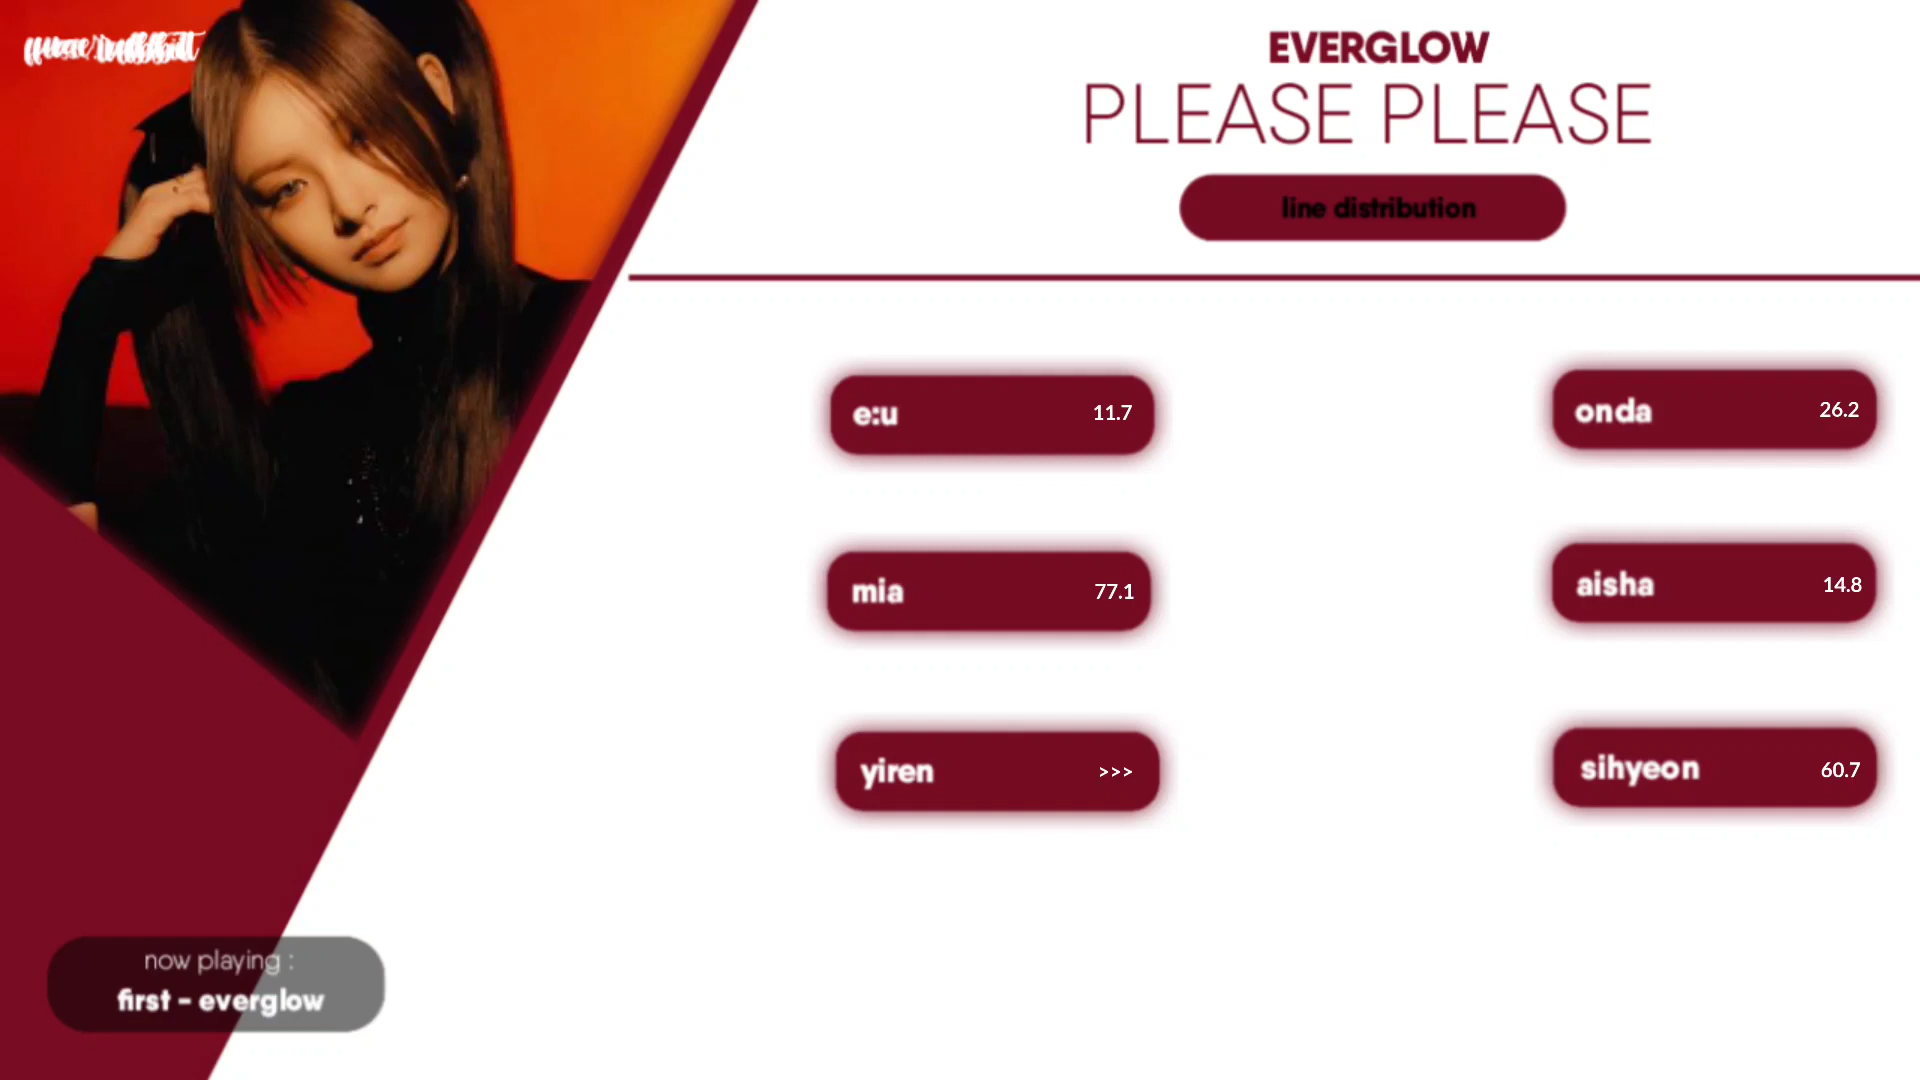 EVERGLOW
PLEASE PLEASE
line distribution
e:u 11.7
onda 26.2
mia 77.1
aisha 14.8
yiren >>>
sihyeon 60.7
now playing :
first - everglow